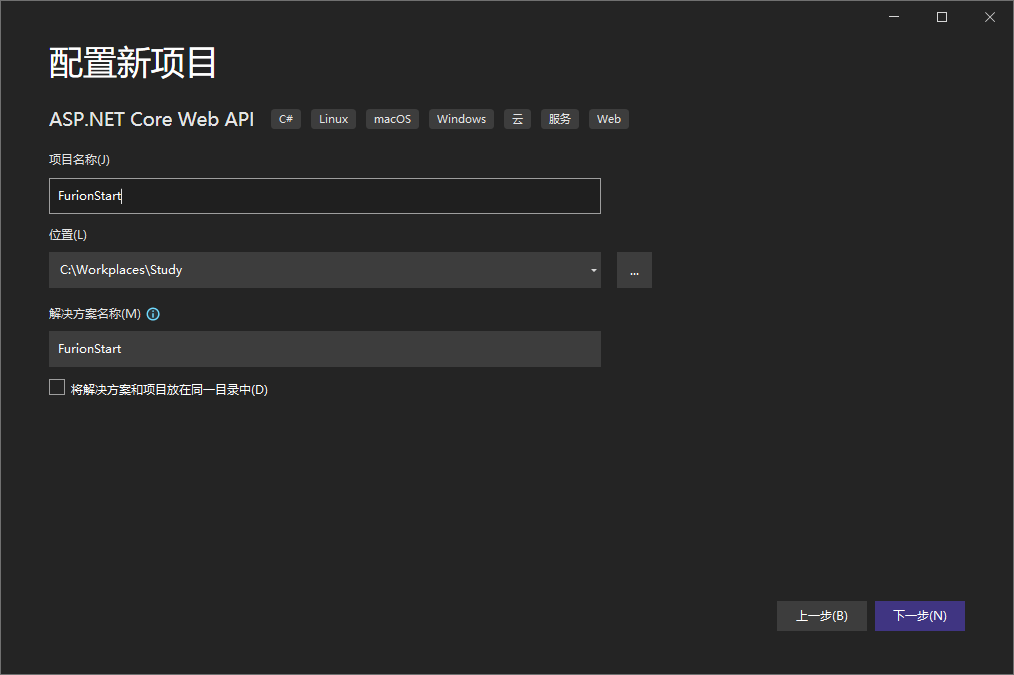 配置新项目
ASP.NET Core Web API C# Linux macOS Windows 云 服务 Web
项目名称(J)
FurionStart
位置(L)
C:\Workplaces\Study ...
解决方案名称(M)
FurionStart
将解决方案和项目放在同一目录中(D)
上一步(B) 下一步(N)